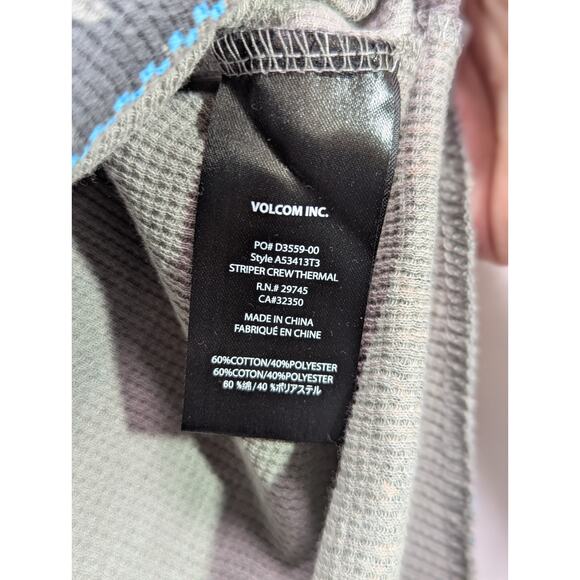 VOLCOM INC.
PO# D3559-00
Style A53413T3
STRIPER CREW THERMAL
R.N.# 29745
CA#32350
MADE IN CHINA
FABRIQUÉ EN CHINE
60%COTTON/40%POLYESTER
60%COTON/40%POLYESTER
60 %綿/40 %ポリアステル